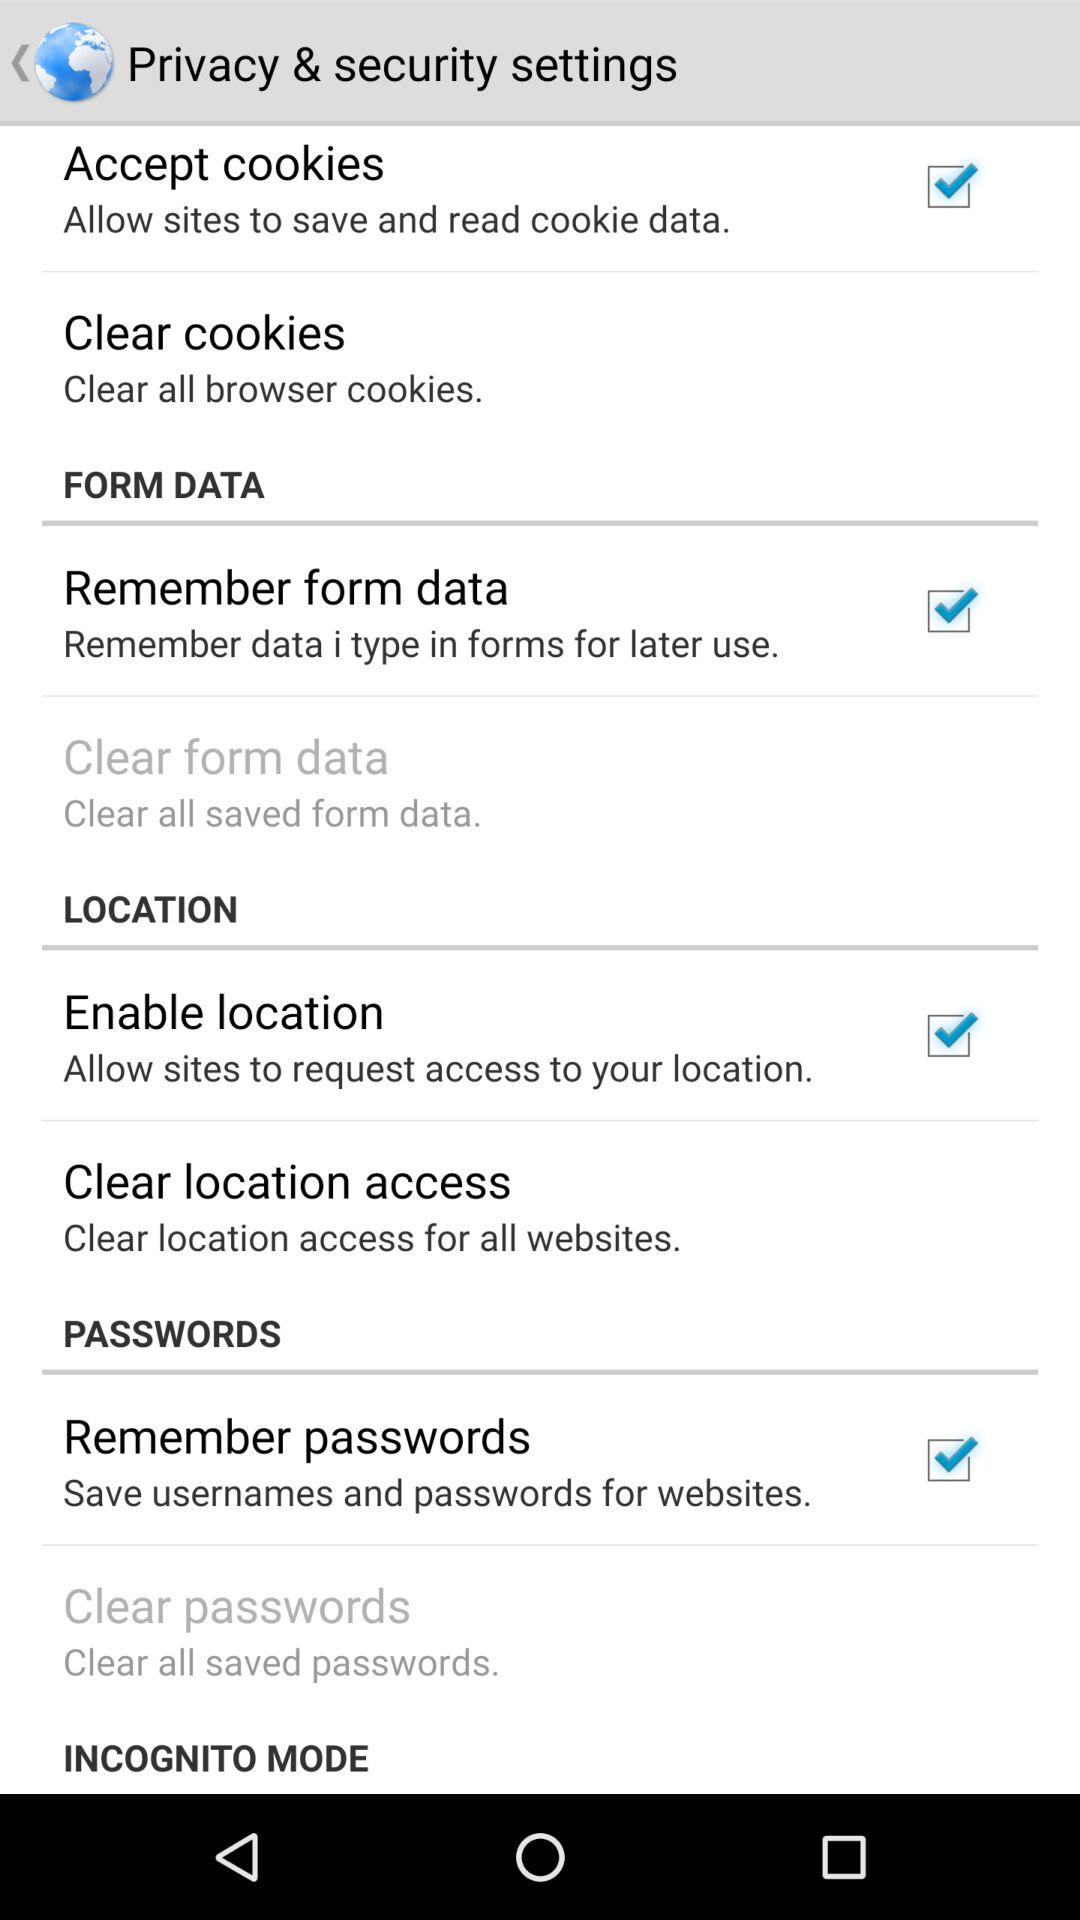 Privacy & security settings
Accept cookies
Allow sites to save and read cookie data.
Clear cookies
Clear all browser cookies.
FORM DATA
Remember form data
Remember data i type in forms for later use.
Clear form data
Clear all saved form data.
LOCATION
Enable location
Allow sites to request access to your location.
Clear location access
Clear location access for all websites.
PASSWORDS
Remember passwords
Save usernames and passwords for websites.
Clear passwords
Clear all saved passwords.
INCOGNITO MODE